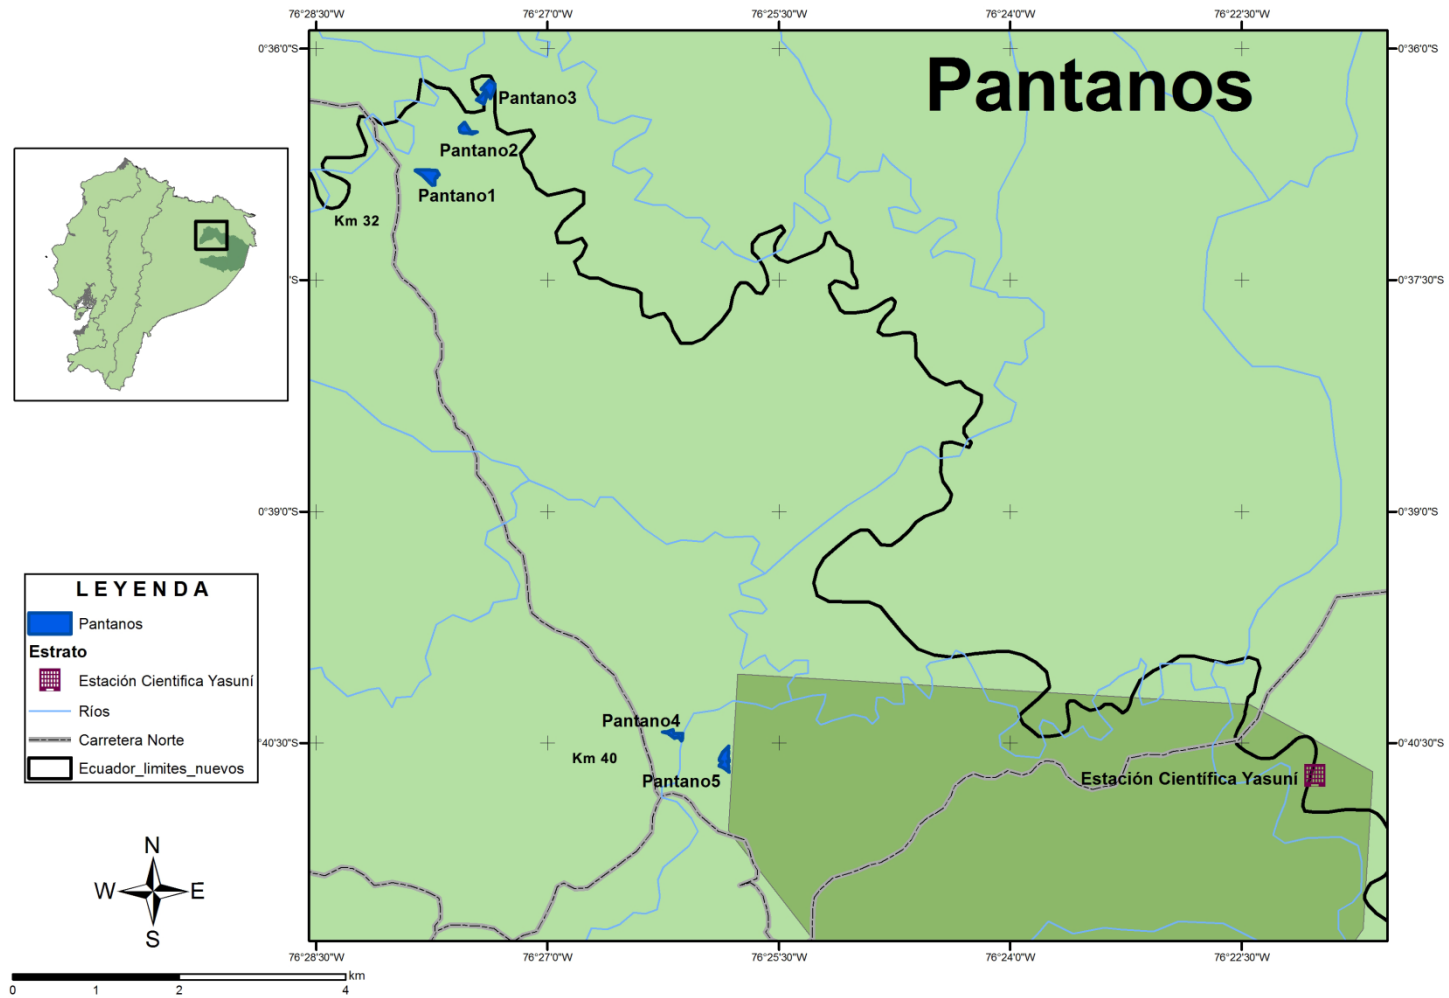 76°28'30"W 76°27'0"W 76°25'30"W 76°24'0"W 76°22'30"W
0°36'0"S 0°36'0"S
Pantanos
Pantano3
Pantano2
Pantano1
Km 32
'S 0°37'30"S
0°39'0"S 0°39'0"S
LEYENDA
Pantanos
Estrato
Estación Cientifica Yasuní
Ríos
Carretera Norte
Ecuador_limites_nuevos
Pantano4
°40'30"S 0°40'30"S
Km 40
Pantano5
Estación Científica Yasuní
N
W E
S
76°28'30"W 76°27'0"W 76°25'30"W 76°24'0"W 76°22'30"W
km
0 1 2 4